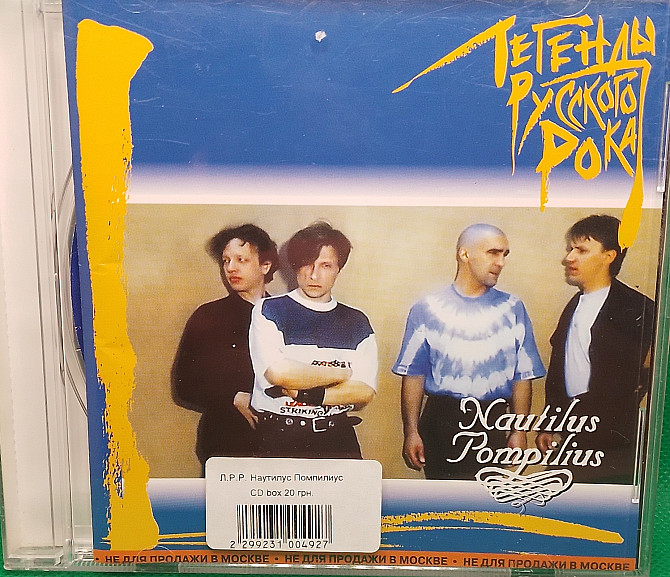 ЛЕГЕНДЫ
РУССКОГО
РОКА
STRIKING
Nautilus
Pompilius
Л.Р.Р. Наутилус Помпилиус
CD box 20 грн.
2 299231 004927
• НЕ ДЛЯ ПРОДАЖИ В МОСКВЕ • НЕ ДЛЯ ПРОДАЖИ В МОСКВЕ • НЕ ДЛЯ ПРОДАЖИ В МОСКВЕ